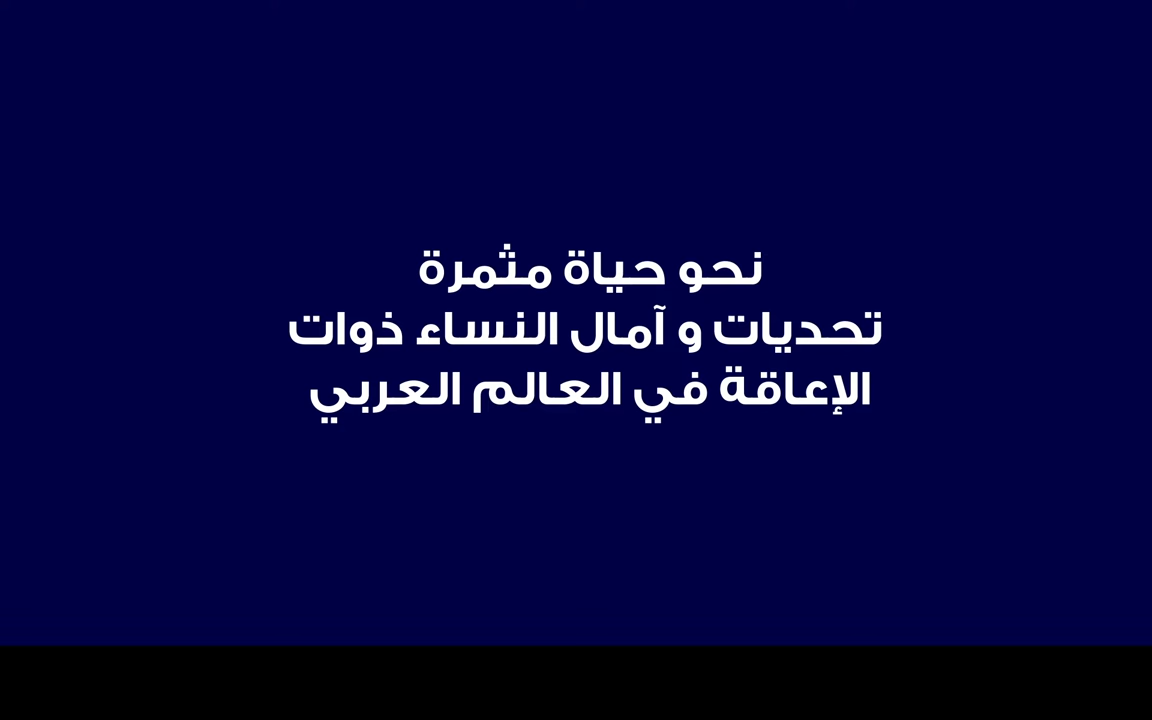 نحو حياة مثمرة
تحديات و آمال النساء ذوات
الإعاقة في العالم العربي